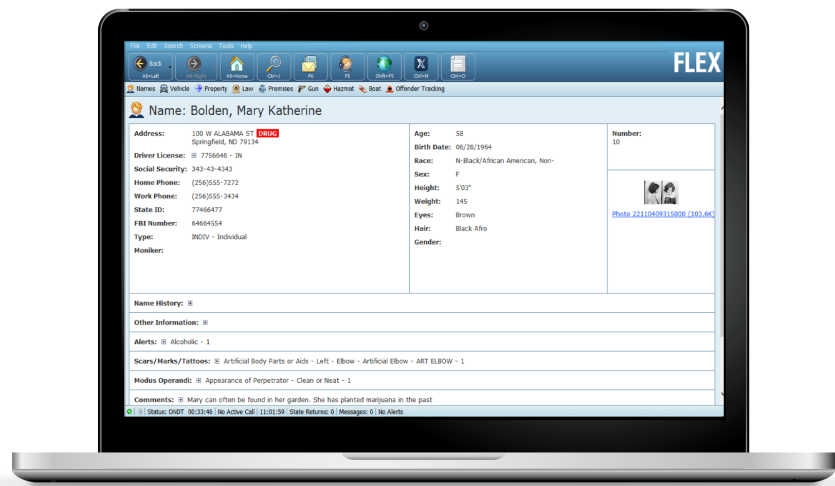 File Edit Search Screens Tools Help
Back
Alt+Left Alt+Right Alt+Home Ctrl+J F6 F5 Shift+F5 Ctrl+M Ctrl+O
FLEX
Names Vehicle Property Law Premises Gun Hazmat Boat Offender Tracking
Name: Bolden, Mary Katherine
Address: 100 W ALABAMA ST DRUG
Springfield, ND 79134
Driver License: 7756646 - IN
Social Security: 343-43-4343
Home Phone: (256)555-7272
Work Phone: (256)555-3434
State ID: 77466477
FBI Number: 64664554
Type: INDIV - Individual
Moniker:
Age: 58
Birth Date: 06/28/1964
Race: N-Black/African American, Non-
Sex: F
Height: 5'03"
Weight: 145
Eyes: Brown
Hair: Black Afro
Gender:
Number:
10
Photo 22110409315000 (103.6K)
Name History:
Other Information:
Alerts: Alcoholic - 1
Scars/Marks/Tattoos: Artificial Body Parts or Aids - Left - Elbow - Artificial Elbow - ART ELBOW - 1
Modus Operandi: Appearance of Perpetrator - Clean or Neat - 1
Comments: Mary can often be found in her garden. She has planted marijuana in the past
Status: ONDT 00:33:46 No Active Call 11:01:59 State Returns: 0 Messages: 0 No Alerts